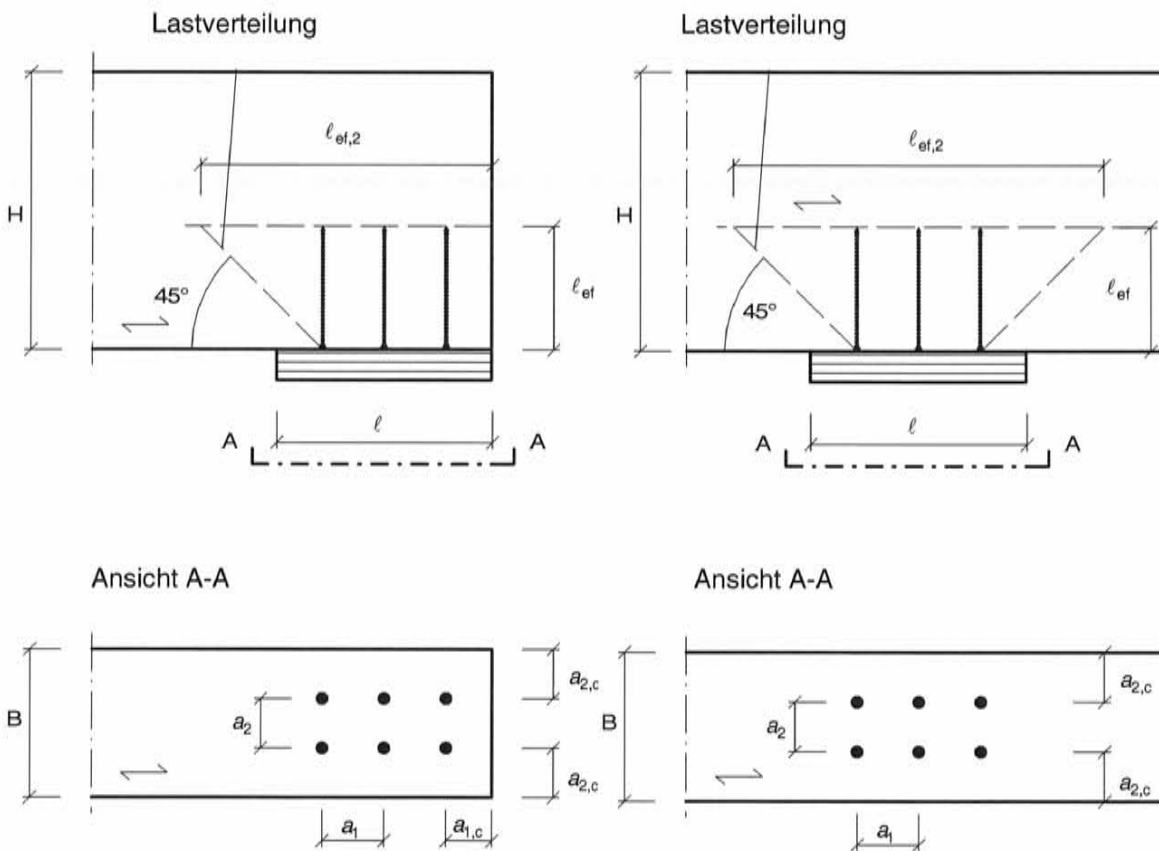 Lastverteilung
Lastverteilung
ℓef,2
ℓef,2
H
H
45°
45°
ℓef
ℓef
ℓ
ℓ
A
A
A
A
Ansicht A-A
Ansicht A-A
B
B
a2
a2
a2,c
a2,c
a2,c
a2,c
a1
a1,c
a1